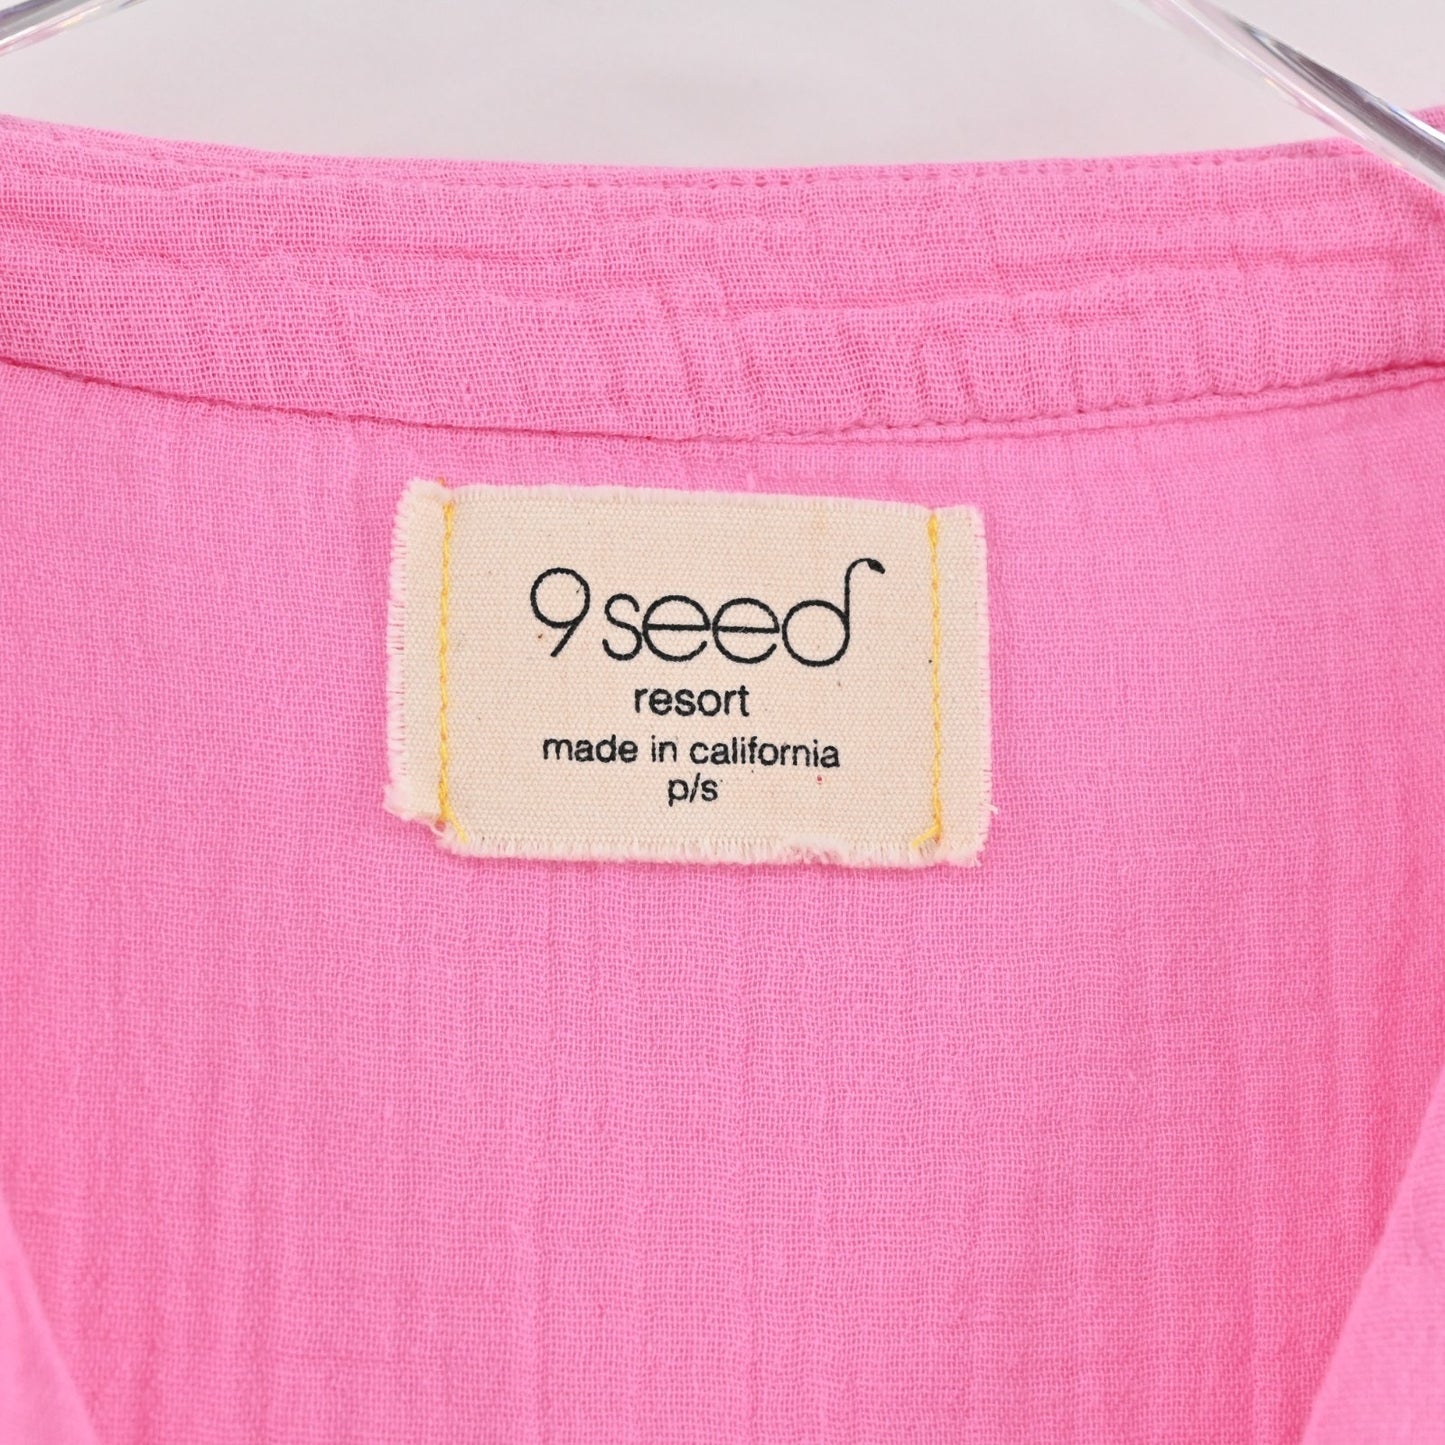 9seed
resort
made in california
p/s